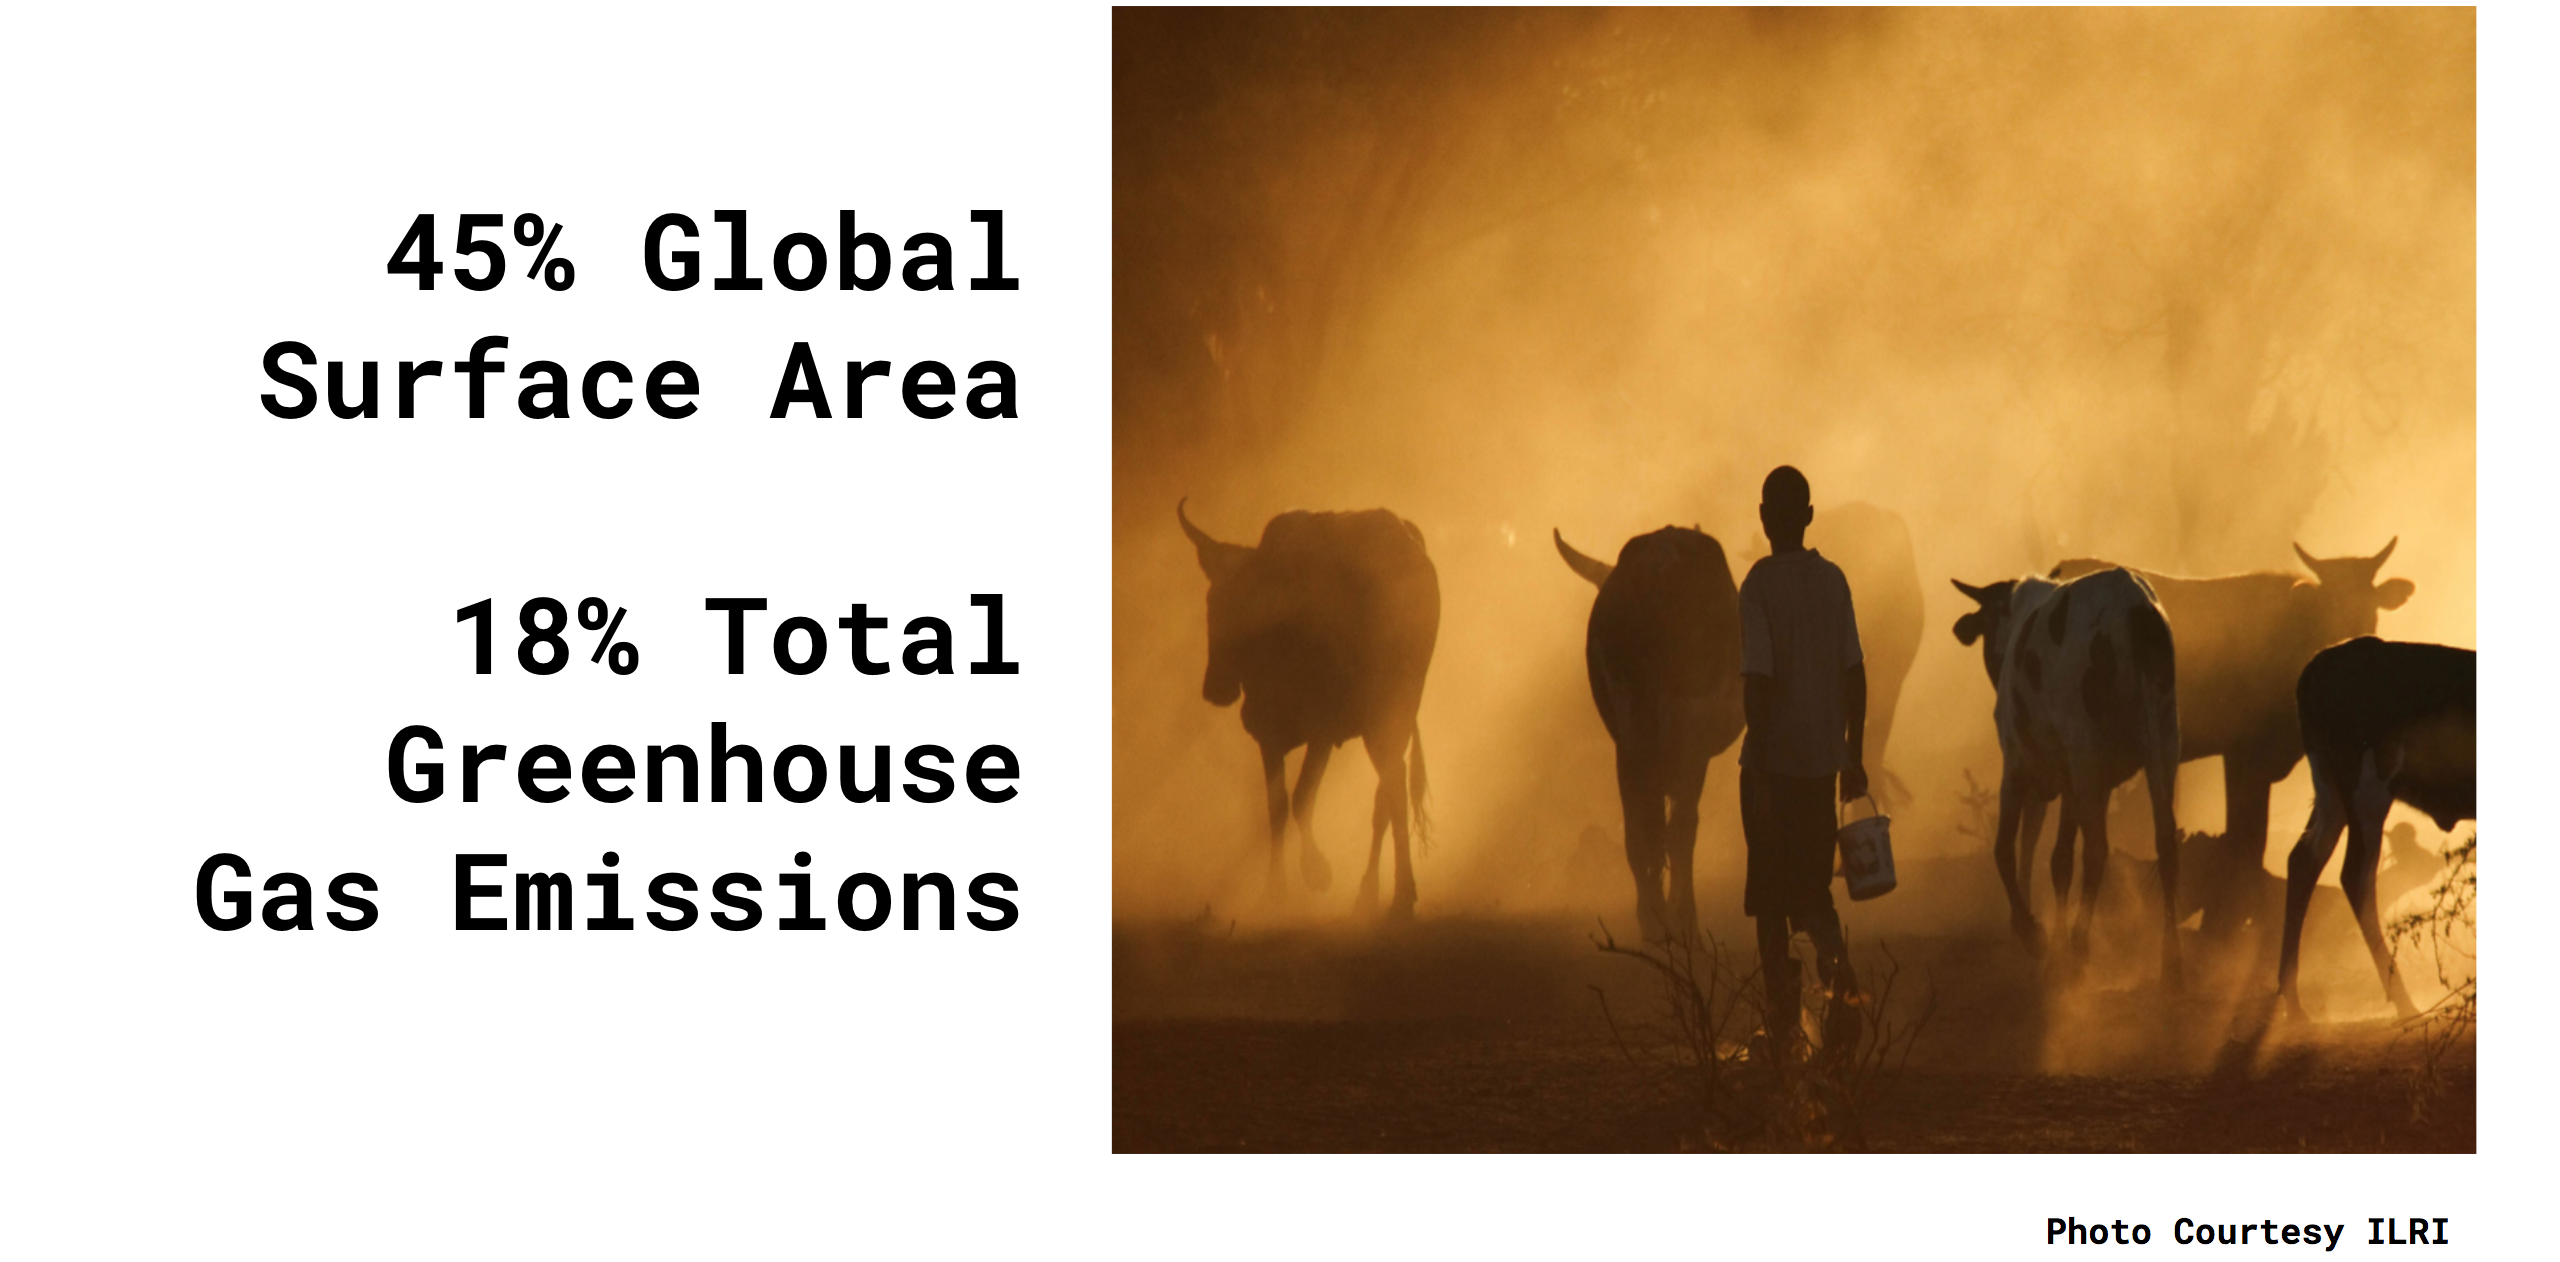 45% Global
Surface Area
18% Total
Greenhouse
Gas Emissions
Photo Courtesy ILRI